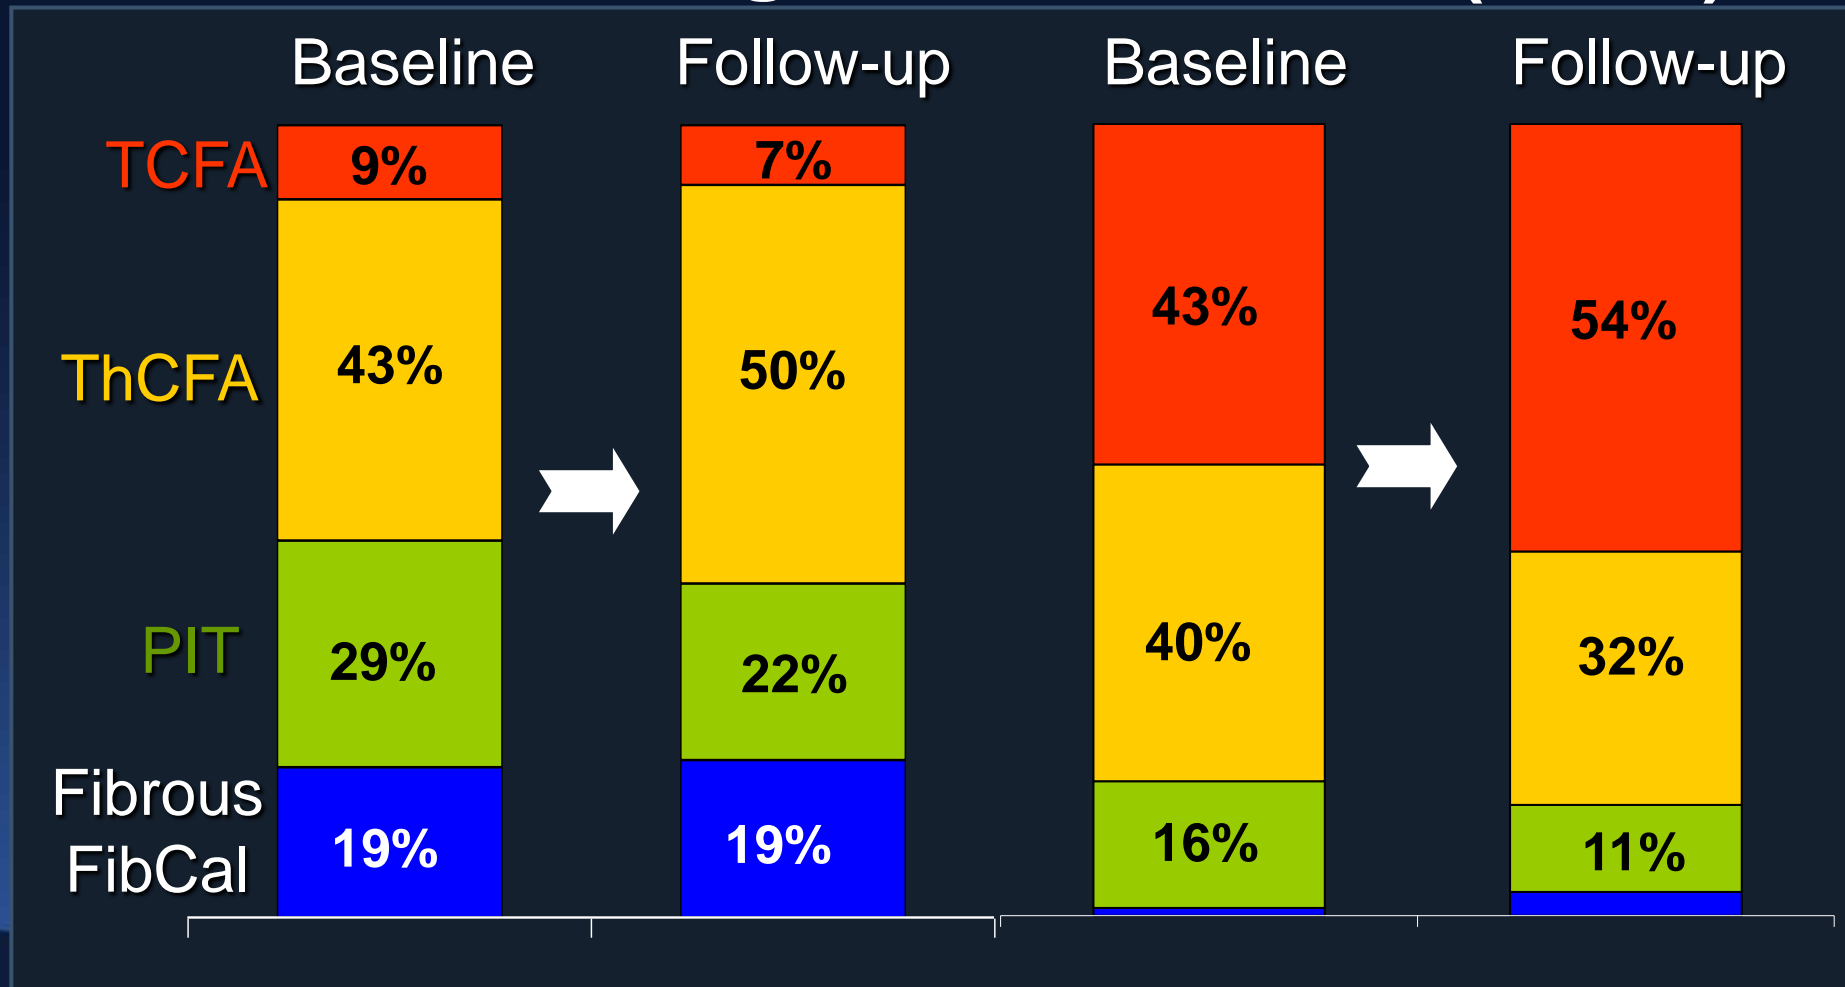 Baseline Follow-up Baseline Follow-up
TCFA 9% 7%
43% 54%
ThCFA 43% 50%
40% 32%
PIT 29% 22%
Fibrous
FibCal 19% 19% 16% 11%